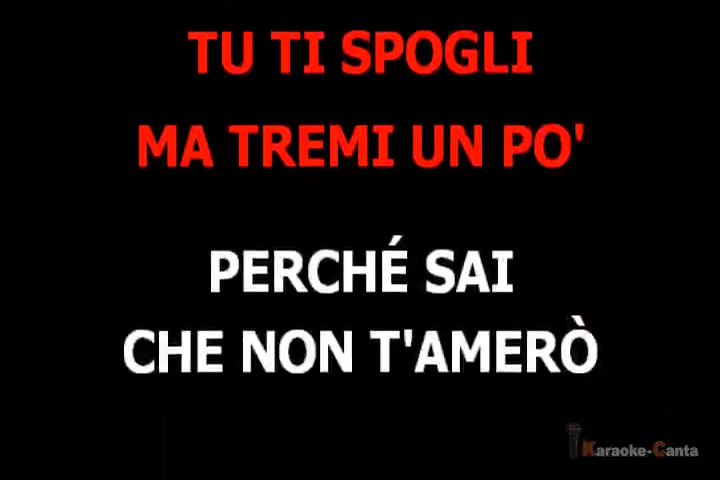 TU TI SPOGLI
MA TREMI UN PO'
PERCHÉ SAI
CHE NON T'AMERÒ
Karaoke-Canta